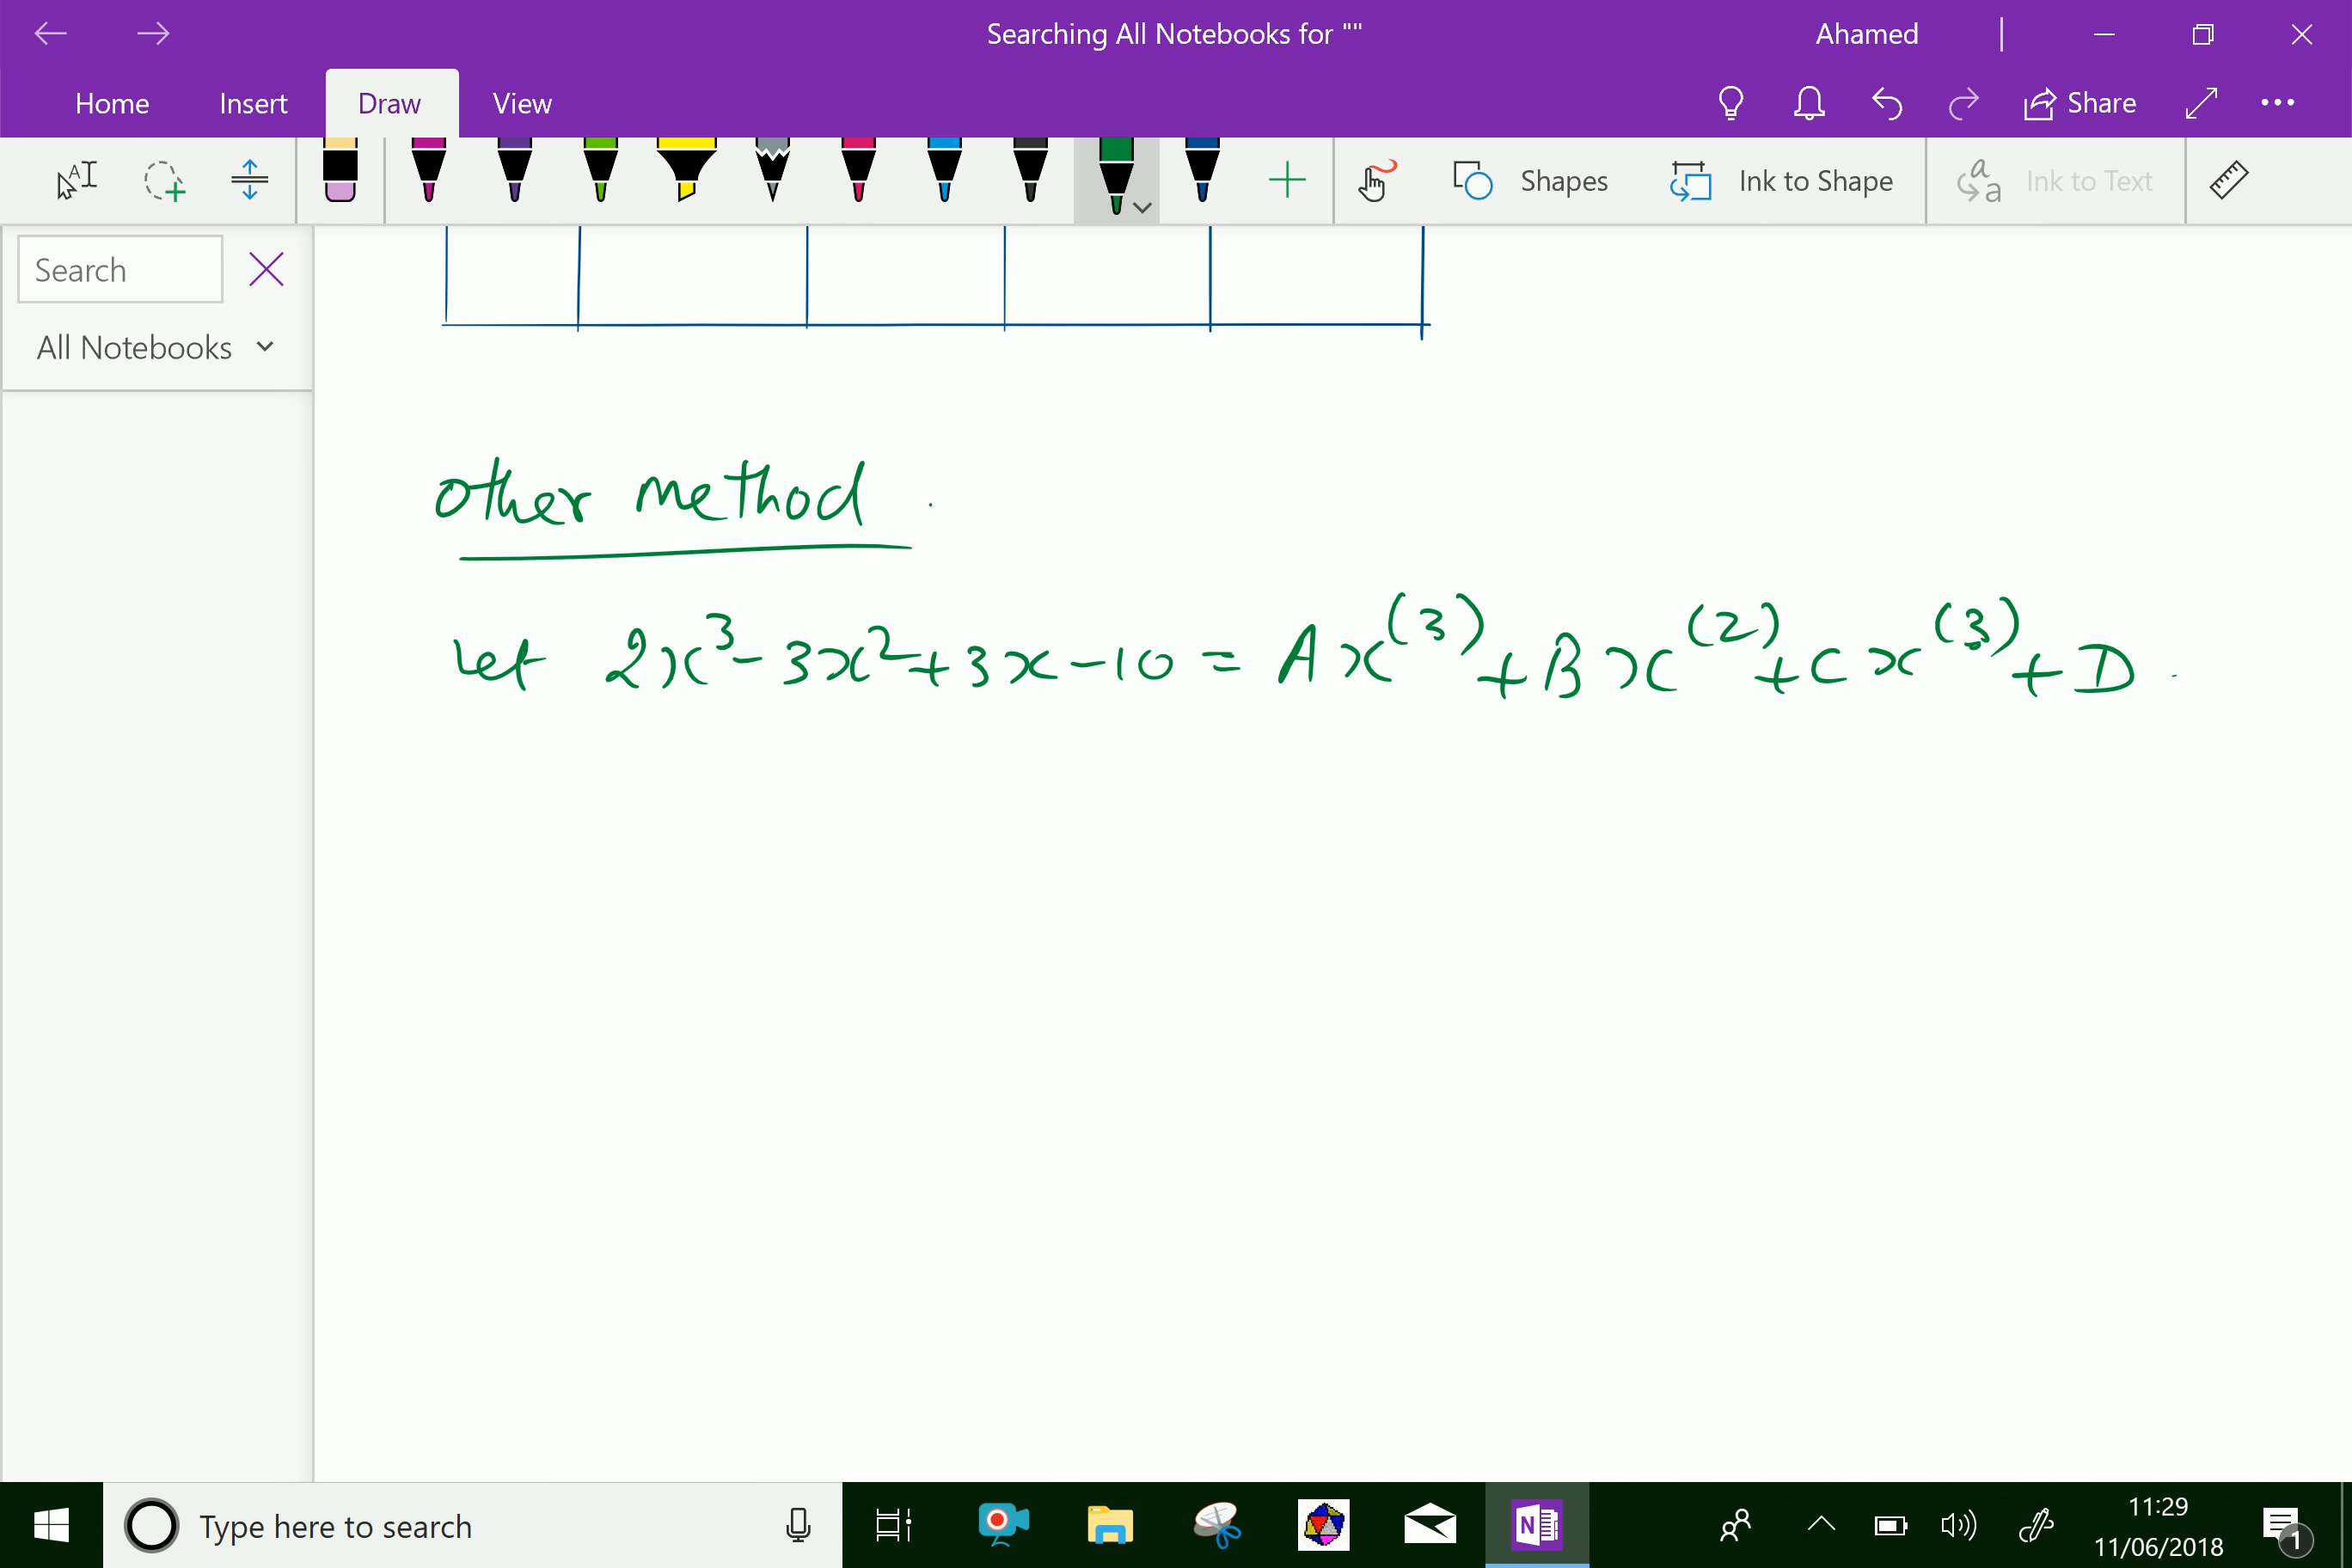 Searching All Notebooks for ""
Ahamed
Home Insert Draw View Share
Shapes Ink to Shape Ink to Text
Search
All Notebooks
other method.
Let 2x³-3x²+3x-10 = Ax⁽³⁾+Bx⁽²⁾+Cx⁽³⁾+D.
Type here to search
N
11:29
11/06/2018
1